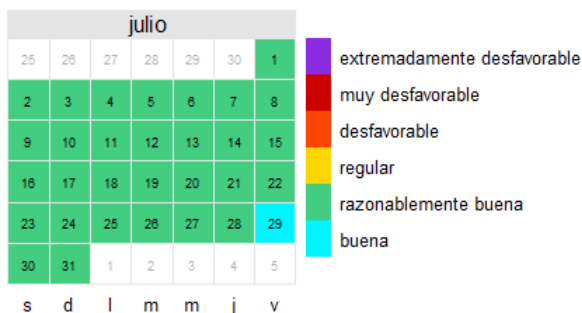 julio
25 26 27 28 29 30 1
2 3 4 5 6 7 8
9 10 11 12 13 14 15
16 17 18 19 20 21 22
23 24 25 26 27 28 29
30 31 1 2 3 4 5
s d l m m j v
extremadamente desfavorable
muy desfavorable
desfavorable
regular
razonablemente buena
buena